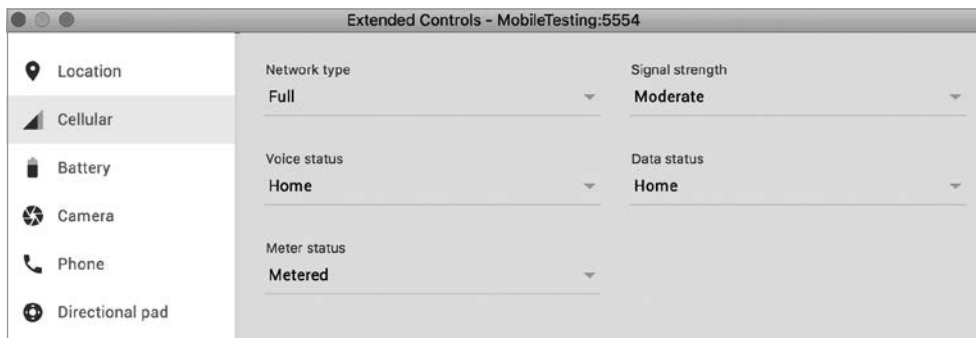 Extended Controls - MobileTesting:5554
Location
Cellular
Battery
Camera
Phone
Directional pad
Network type
Full
Signal strength
Moderate
Voice status
Home
Data status
Home
Meter status
Metered